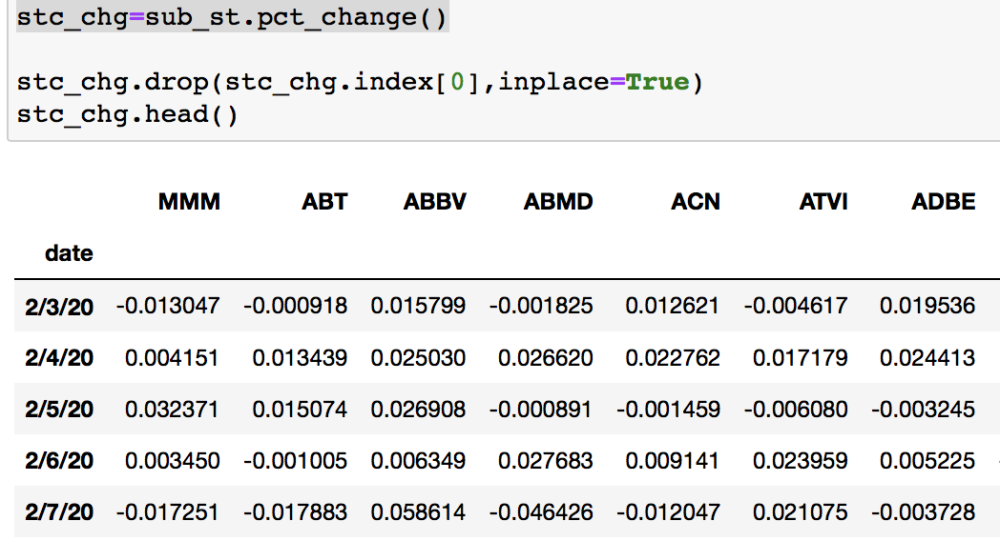 stc_chg=sub_st.pct_change()
stc_chg.drop(stc_chg.index[0],inplace=True)
stc_chg.head()
MMM ABT ABBV ABMD ACN ATVI ADBE
date
2/3/20 -0.013047 -0.000918 0.015799 -0.001825 0.012621 -0.004617 0.019536
2/4/20 0.004151 0.013439 0.025030 0.026620 0.022762 0.017179 0.024413
2/5/20 0.032371 0.015074 0.026908 -0.000891 -0.001459 -0.006080 -0.003245
2/6/20 0.003450 -0.001005 0.006349 0.027683 0.009141 0.023959 0.005225
2/7/20 -0.017251 -0.017883 0.058614 -0.046426 -0.012047 0.021075 -0.003728